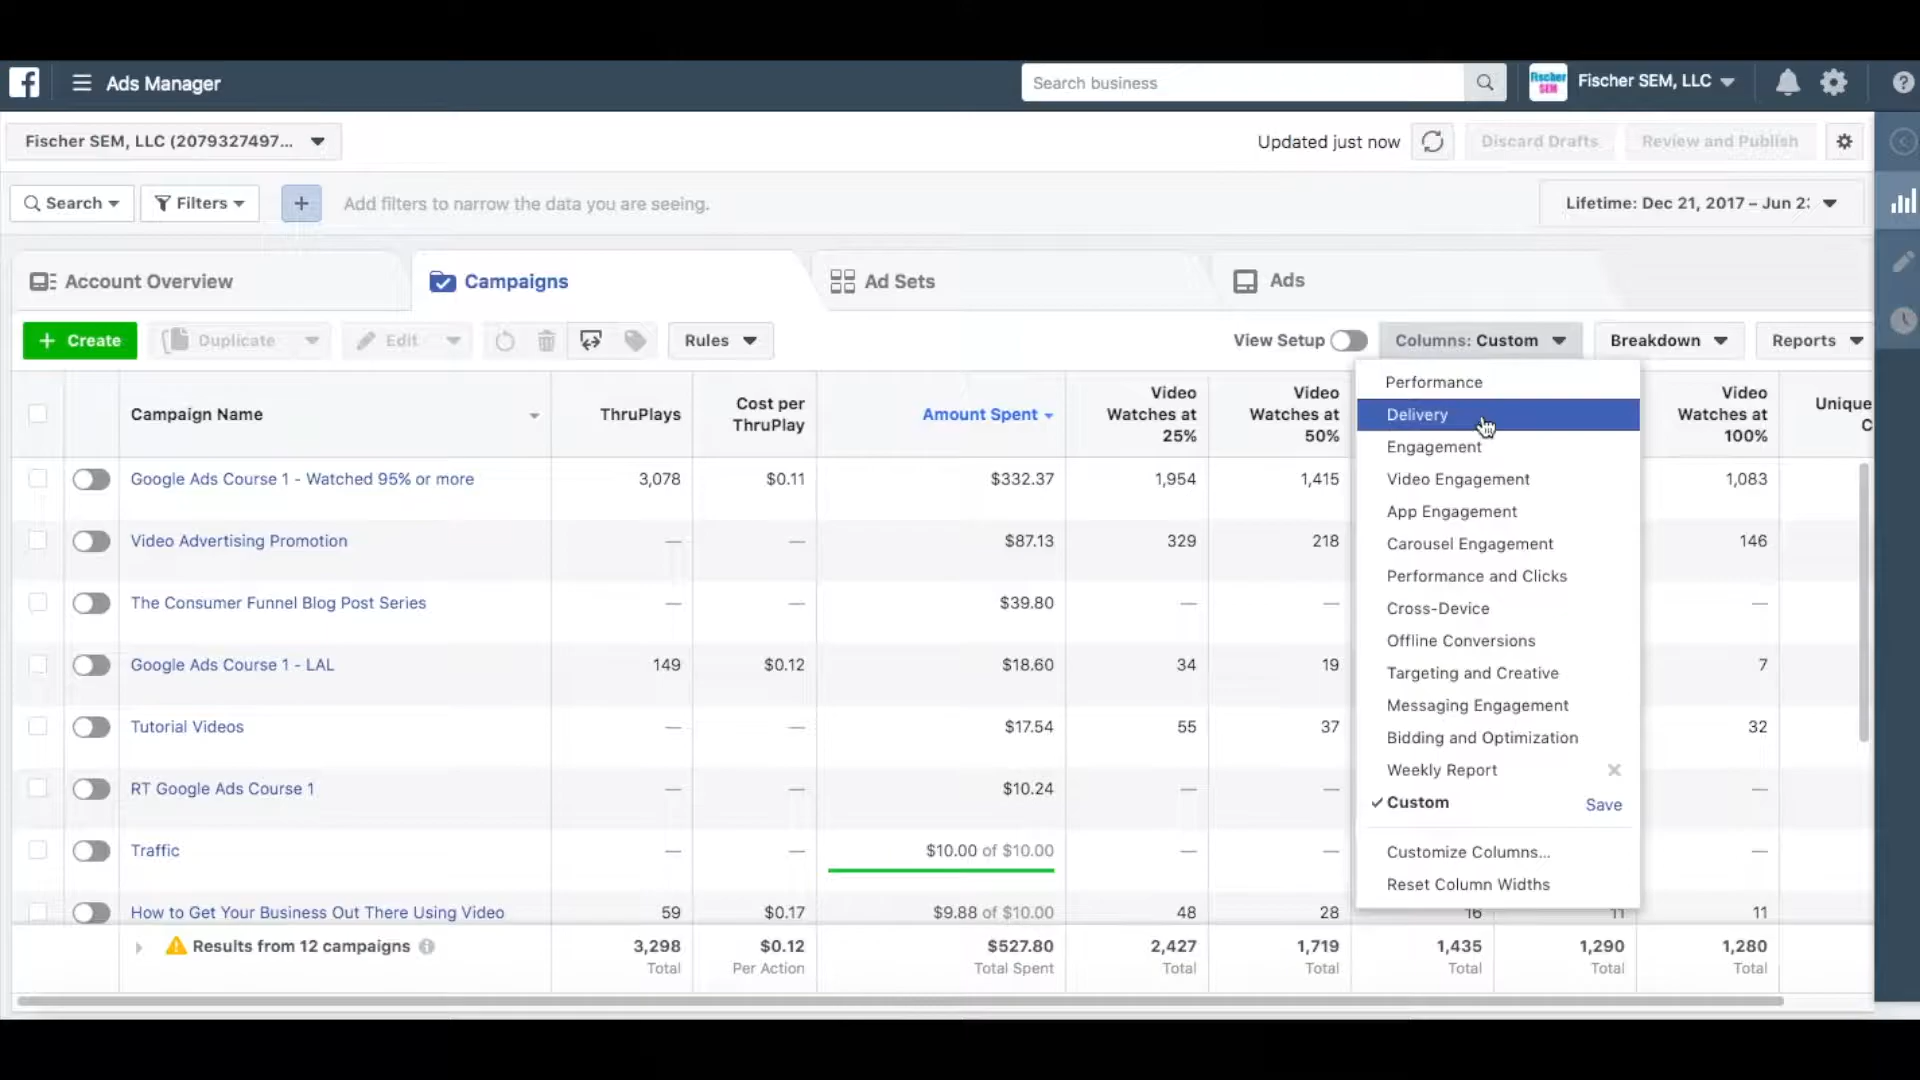 Ads Manager
Search business
Fischer SEM
Fischer SEM, LLC
Fischer SEM, LLC (2079327497...
Updated just now
Discard Drafts
Review and Publish
Search
Filters
+
Add filters to narrow the data you are seeing.
Lifetime: Dec 21, 2017 – Jun 2
Account Overview
Campaigns
Ad Sets
Ads
+ Create
Duplicate
Edit
Rules
View Setup
Columns: Custom
Breakdown
Reports
Campaign Name
ThruPlays
Cost per ThruPlay
Amount Spent
Video Watches at 25%
Video Watches at 50%
Video Watches at 100%
Unique C
Google Ads Course 1 - Watched 95% or more 3,078 $0.11 $332.37 1,954 1,415 1,083
Video Advertising Promotion — — $87.13 329 218 146
The Consumer Funnel Blog Post Series — — $39.80 — — —
Google Ads Course 1 - LAL 149 $0.12 $18.60 34 19 7
Tutorial Videos — — $17.54 55 37 32
RT Google Ads Course 1 — — $10.24 — — —
Traffic — — $10.00 of $10.00 — — —
How to Get Your Business Out There Using Video 59 $0.17 $9.88 of $10.00 48 28 16 11 11
Results from 12 campaigns 3,298 $0.12 $527.80 2,427 1,719 1,435 1,290 1,280
Total Per Action Total Spent Total Total Total Total Total
Performance
Delivery
Engagement
Video Engagement
App Engagement
Carousel Engagement
Performance and Clicks
Cross-Device
Offline Conversions
Targeting and Creative
Messaging Engagement
Bidding and Optimization
Weekly Report
Custom Save
Customize Columns...
Reset Column Widths